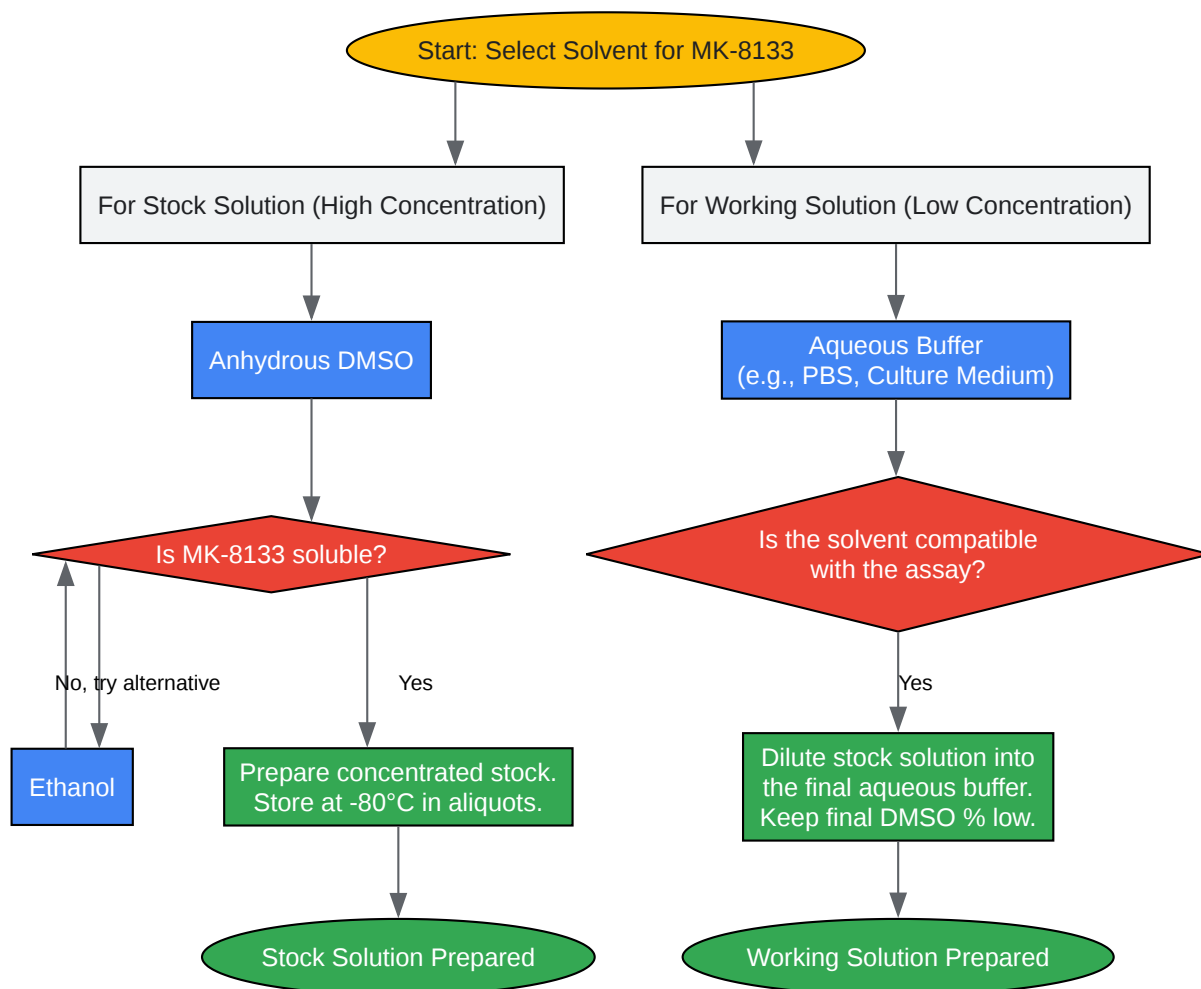 Start: Select Solvent for MK-8133
For Stock Solution (High Concentration)
For Working Solution (Low Concentration)
Anhydrous DMSO
Aqueous Buffer
(e.g., PBS, Culture Medium)
Is MK-8133 soluble?
Is the solvent compatible
with the assay?
No, try alternative
Yes
Yes
Ethanol
Prepare concentrated stock.
Store at -80°C in aliquots.
Dilute stock solution into
the final aqueous buffer.
Keep final DMSO % low.
Stock Solution Prepared
Working Solution Prepared